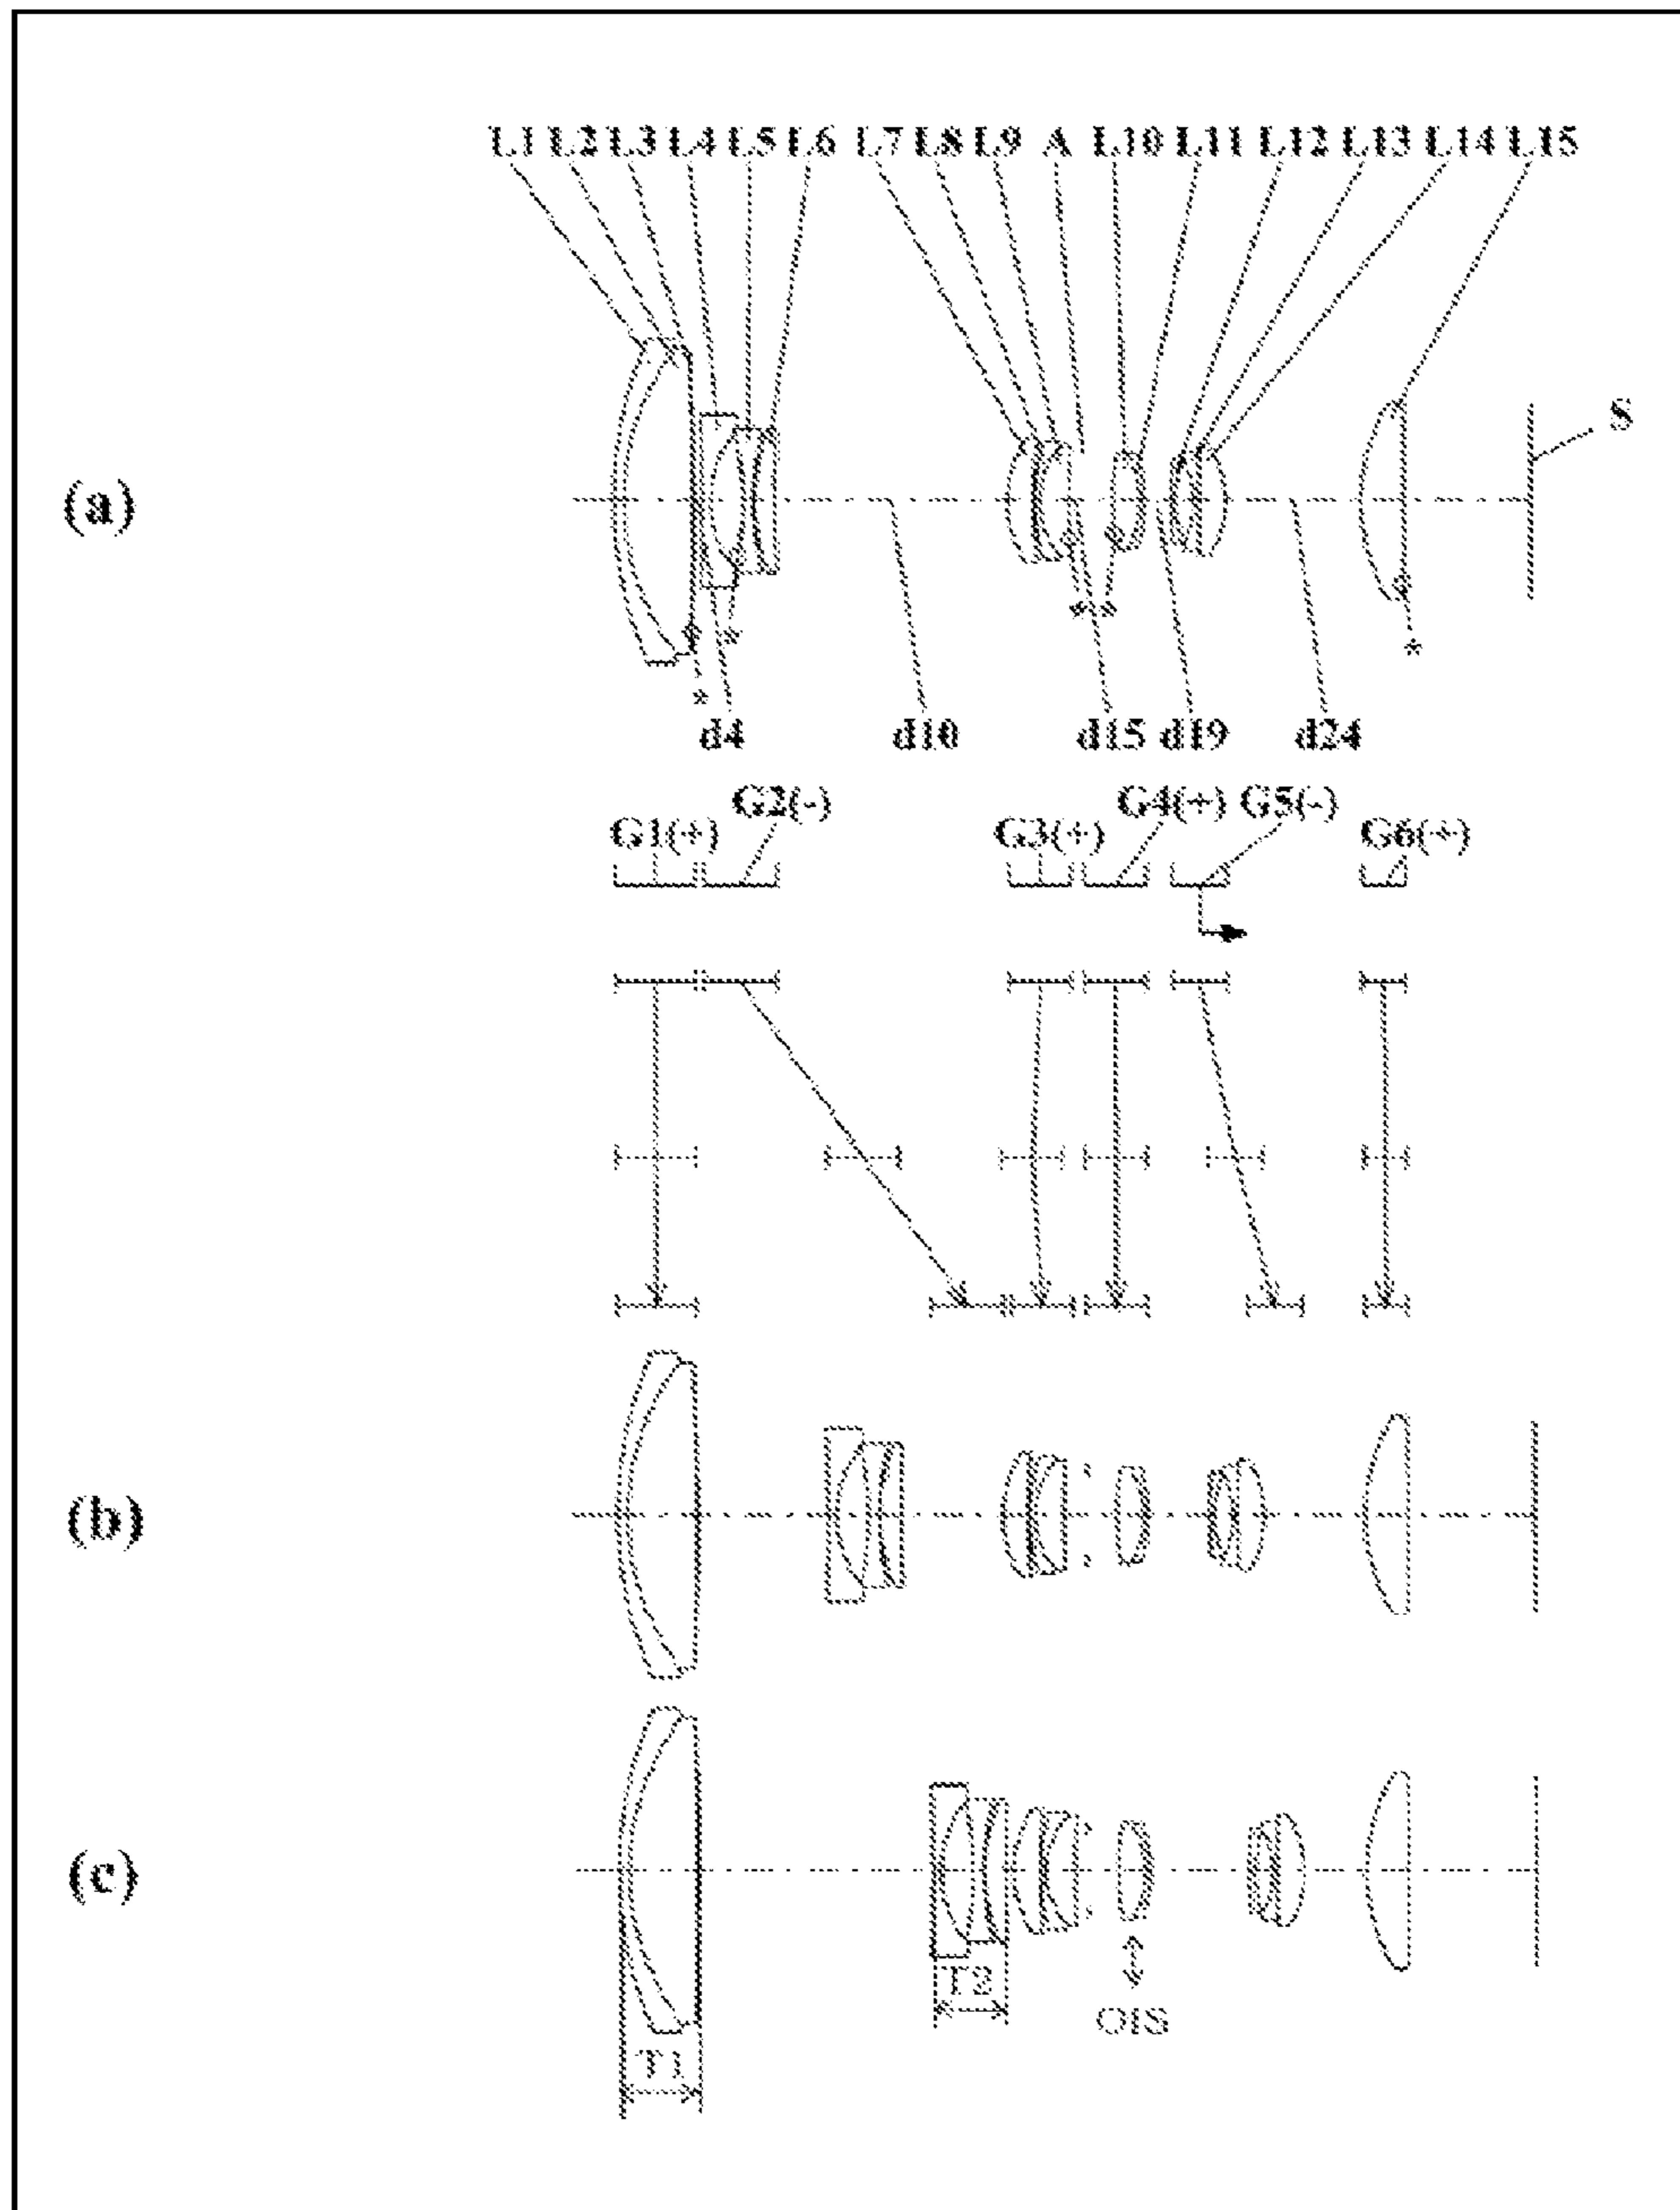 L1 L2 L3 L4 L5 L6 L7 L8 L9 A L10 L11 L12 L13 L14 L15
S
(a)
* * * * *
d4 d10 d15 d19 d24
G1(+) G2(-) G3(+) G4(+) G5(-) G6(+)
(b)
(c)
T2
OIS
T1